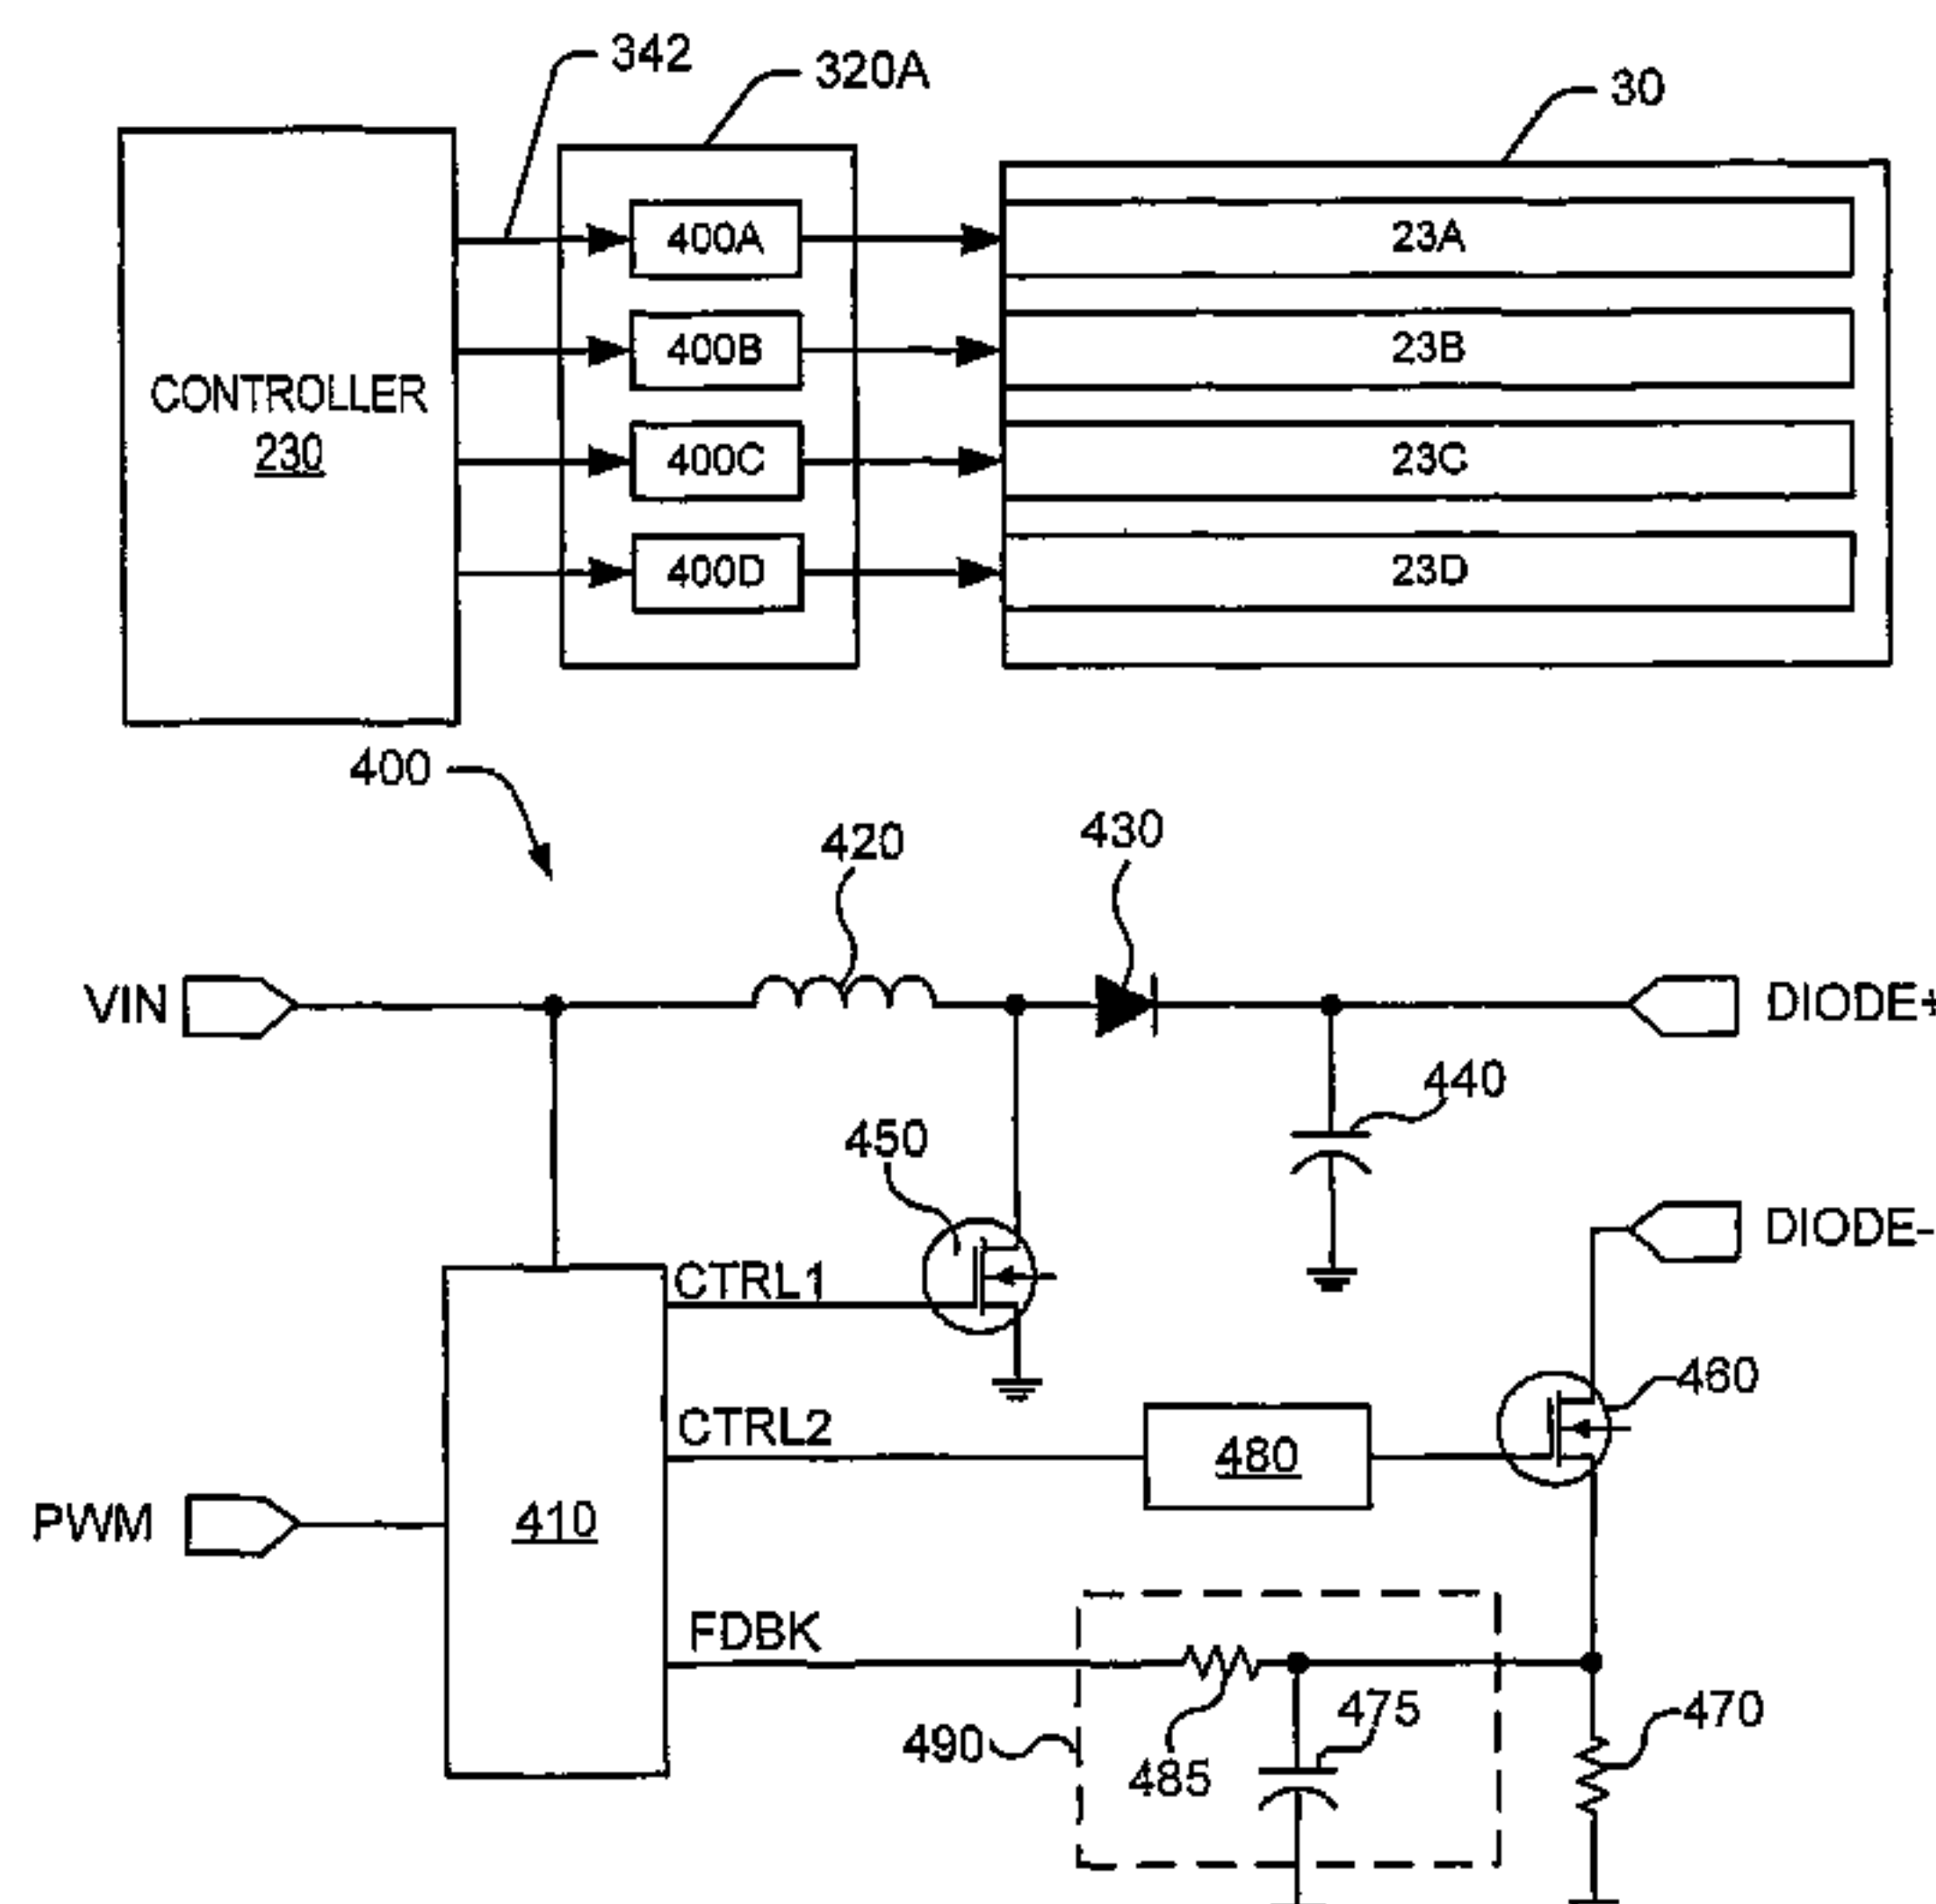 342
320A
30
400A
23A
400B
23B
CONTROLLER
230
400C
23C
400D
23D
400
420
430
VIN
DIODE+
440
450
DIODE-
CTRL1
460
CTRL2
480
PWM
410
FDBK
475
470
490
485